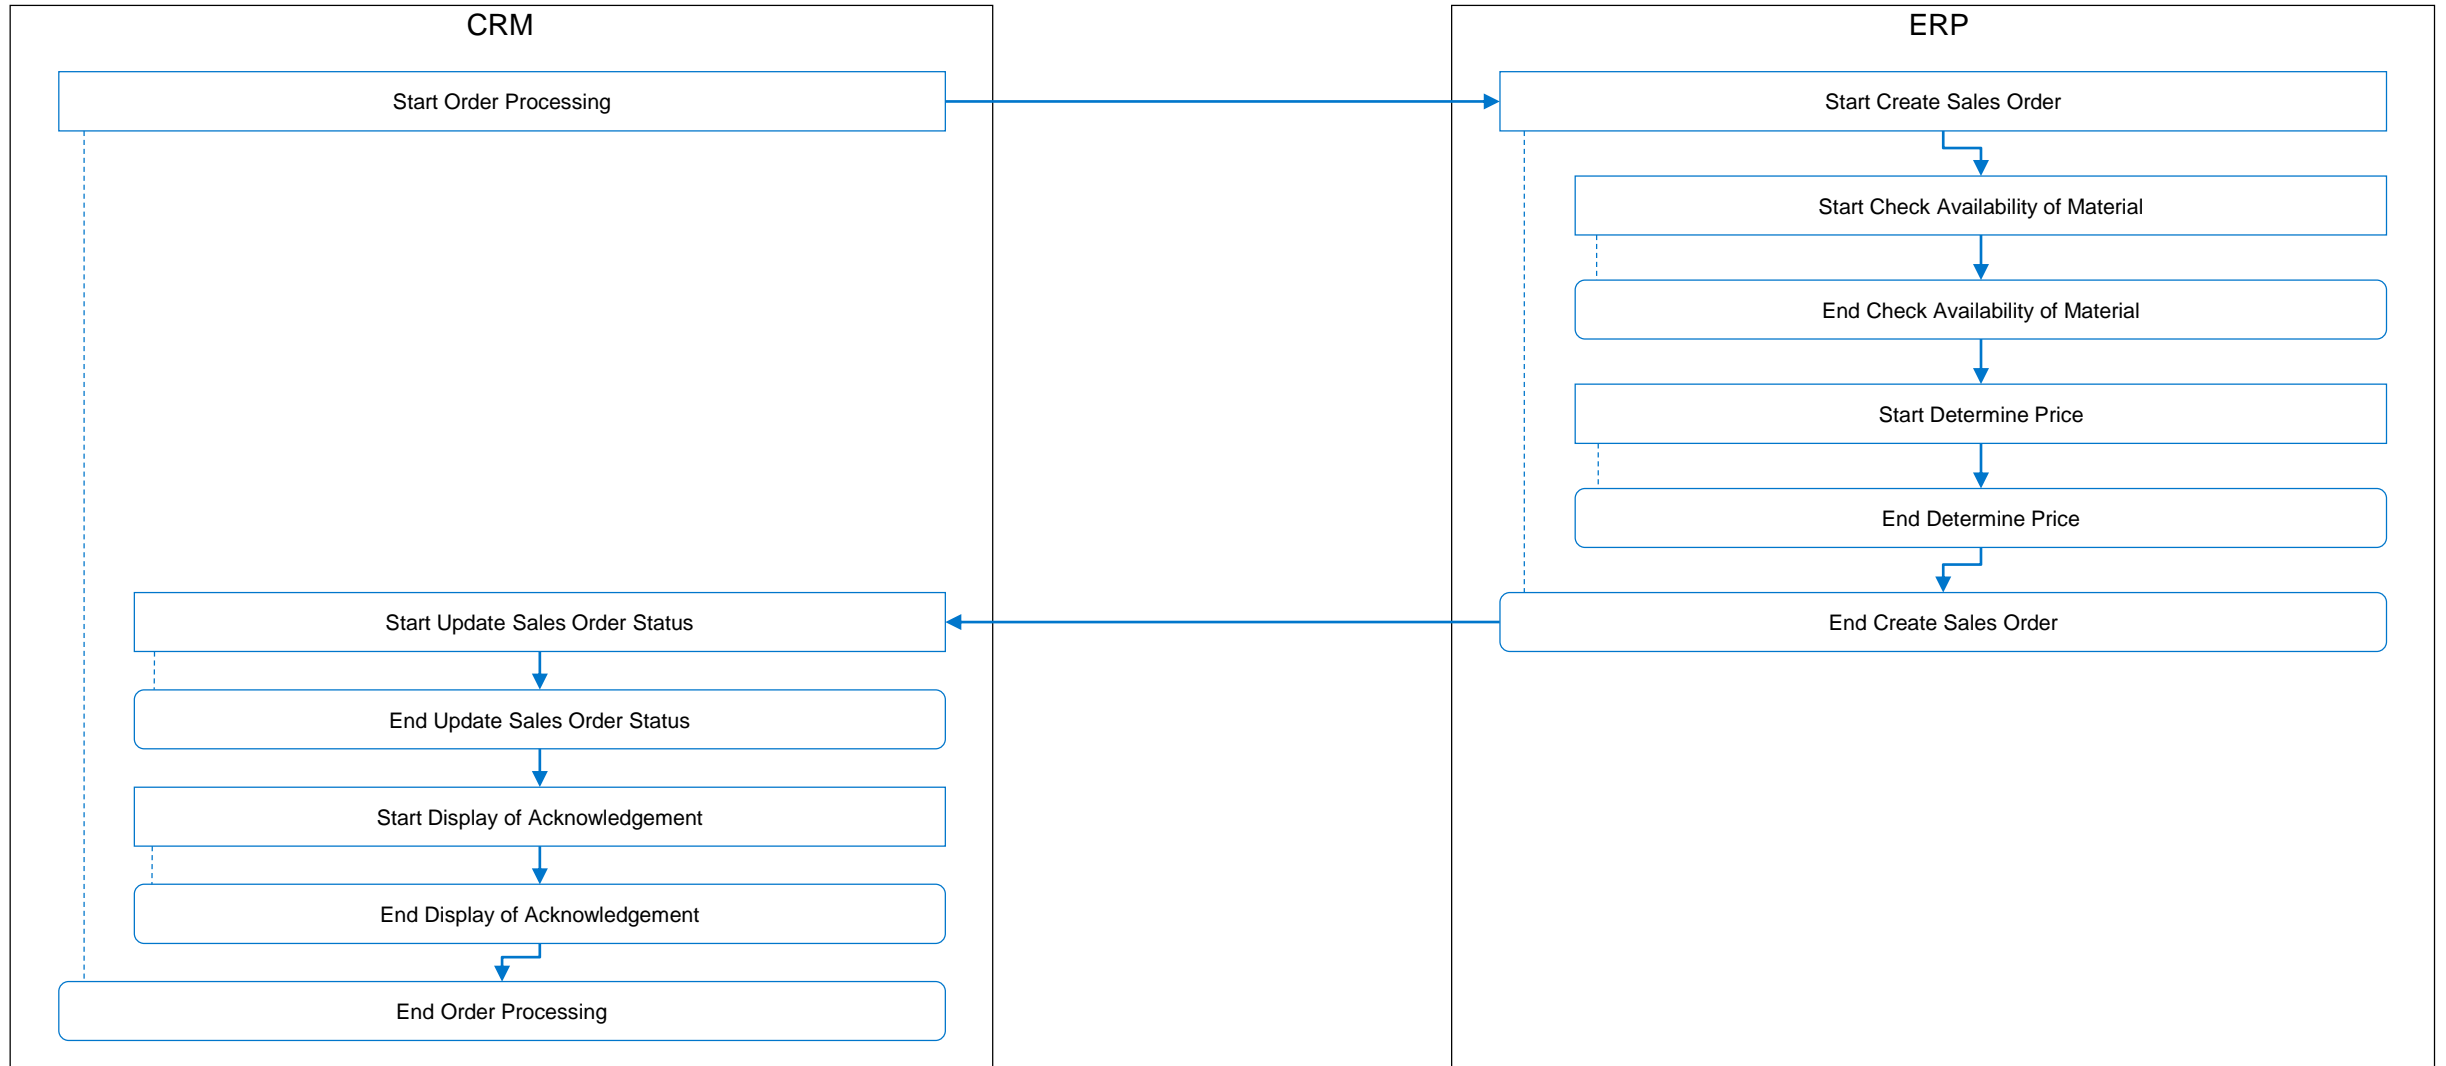 CRM
Start Order Processing
Start Update Sales Order Status
End Update Sales Order Status
Start Display of Acknowledgement
End Display of Acknowledgement
End Order Processing
ERP
Start Create Sales Order
Start Check Availability of Material
End Check Availability of Material
Start Determine Price
End Determine Price
End Create Sales Order